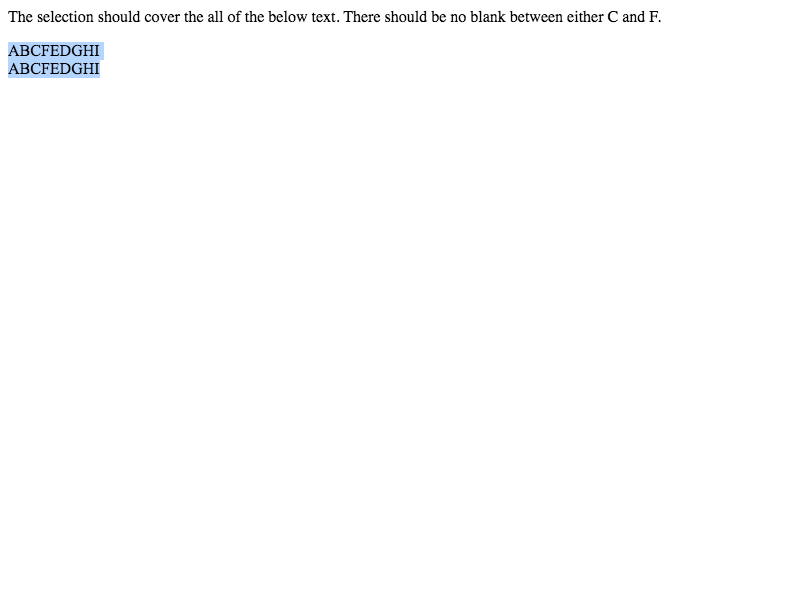 The selection should cover the all of the below text. There should be no blank between either C and F.
ABCFEDGHI
ABCFEDGHI